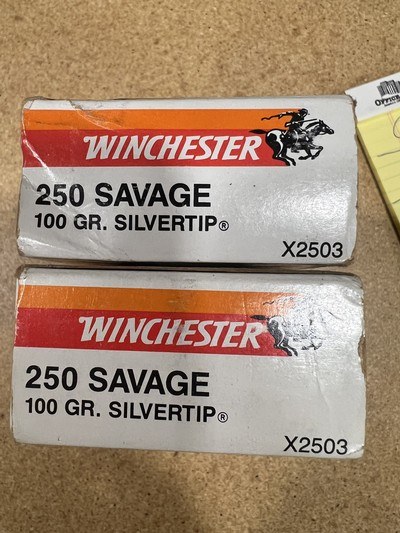 WINCHESTER
250 SAVAGE
100 GR. SILVERTIP®
X2503
WINCHESTER
250 SAVAGE
100 GR. SILVERTIP®
X2503